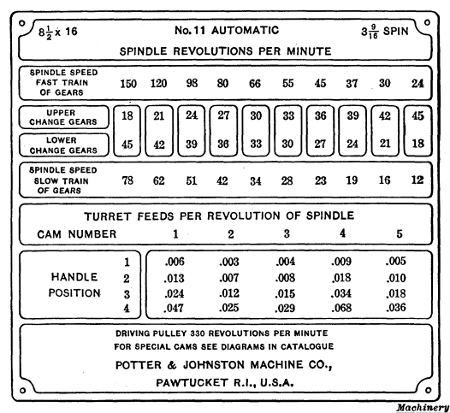 8½ x 16 No. 11 AUTOMATIC 3 9/16 SPIN
SPINDLE REVOLUTIONS PER MINUTE
SPINDLE SPEED
FAST TRAIN
OF GEARS
150 120 98 80 66 55 45 37 30 24
UPPER
CHANGE GEARS
18 21 24 27 30 33 36 39 42 45
LOWER
CHANGE GEARS
45 42 39 36 33 30 27 24 21 18
SPINDLE SPEED
SLOW TRAIN
OF GEARS
78 62 51 42 34 28 23 19 16 12
TURRET FEEDS PER REVOLUTION OF SPINDLE
CAM NUMBER 1 2 3 4 5
HANDLE
POSITION
1 .006 .003 .004 .009 .005
2 .013 .007 .008 .018 .010
3 .024 .012 .015 .034 .018
4 .047 .025 .029 .068 .036
DRIVING PULLEY 330 REVOLUTIONS PER MINUTE
FOR SPECIAL CAMS SEE DIAGRAMS IN CATALOGUE
POTTER & JOHNSTON MACHINE CO.,
PAWTUCKET R.I., U.S.A.
Machinery